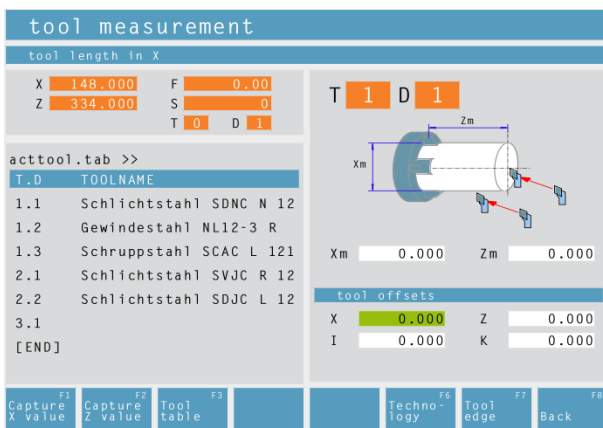 tool measurement
tool length in X
X 148.000 F 0.00
Z 334.000 S 0
T 0 D 1
acttool.tab >>
T.D TOOLNAME
1.1 Schlichtstahl SDNC N 12
1.2 Gewindestahl NL12-3 R
1.3 Schruppstahl SCAC L 121
2.1 Schlichtstahl SVJC R 12
2.2 Schlichtstahl SDJC L 12
3.1
[END]
T 1 D 1
Zm
Xm
Xm 0.000 Zm 0.000
tool offsets
X 0.000 Z 0.000
I 0.000 K 0.000
F1 F2 F3 F6 F7 F8
Capture Capture Tool Techno- Tool
X value Z value table logy edge Back